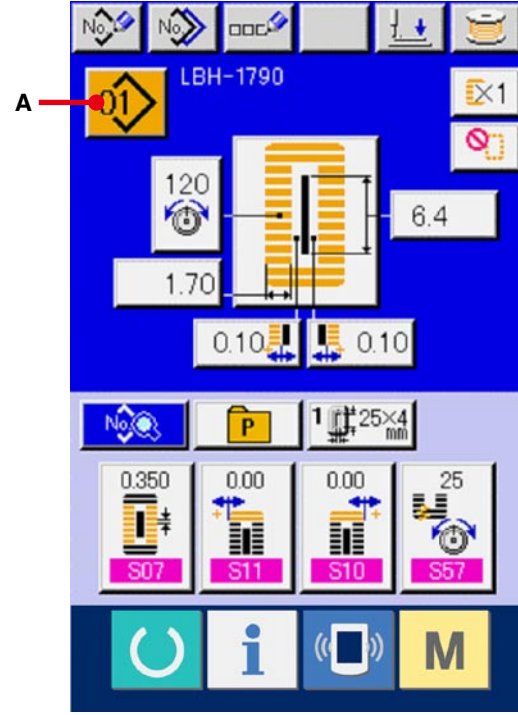 No.
No.
LBH-1790
A
01
×1
120
6.4
1.70
0.10
0.10
No.
P
1
25×4
mm
0.350
0.00
0.00
25
S07
S11
S10
S57
i
M